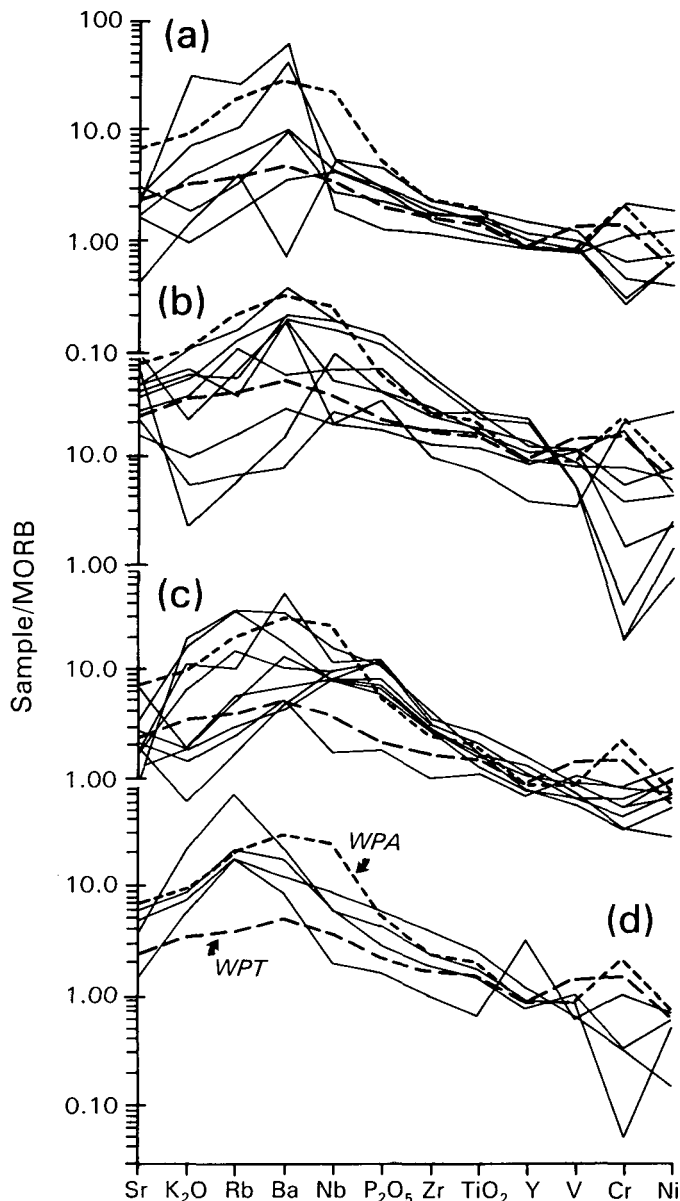 100
(a)
10.0
1.00
(b)
0.10
10.0
1.00
(c)
10.0
1.00
WPA
10.0
(d)
WPT
1.00
0.10
Sample/MORB
Sr K₂O Rb Ba Nb P₂O₅ Zr TiO₂ Y V Cr Ni